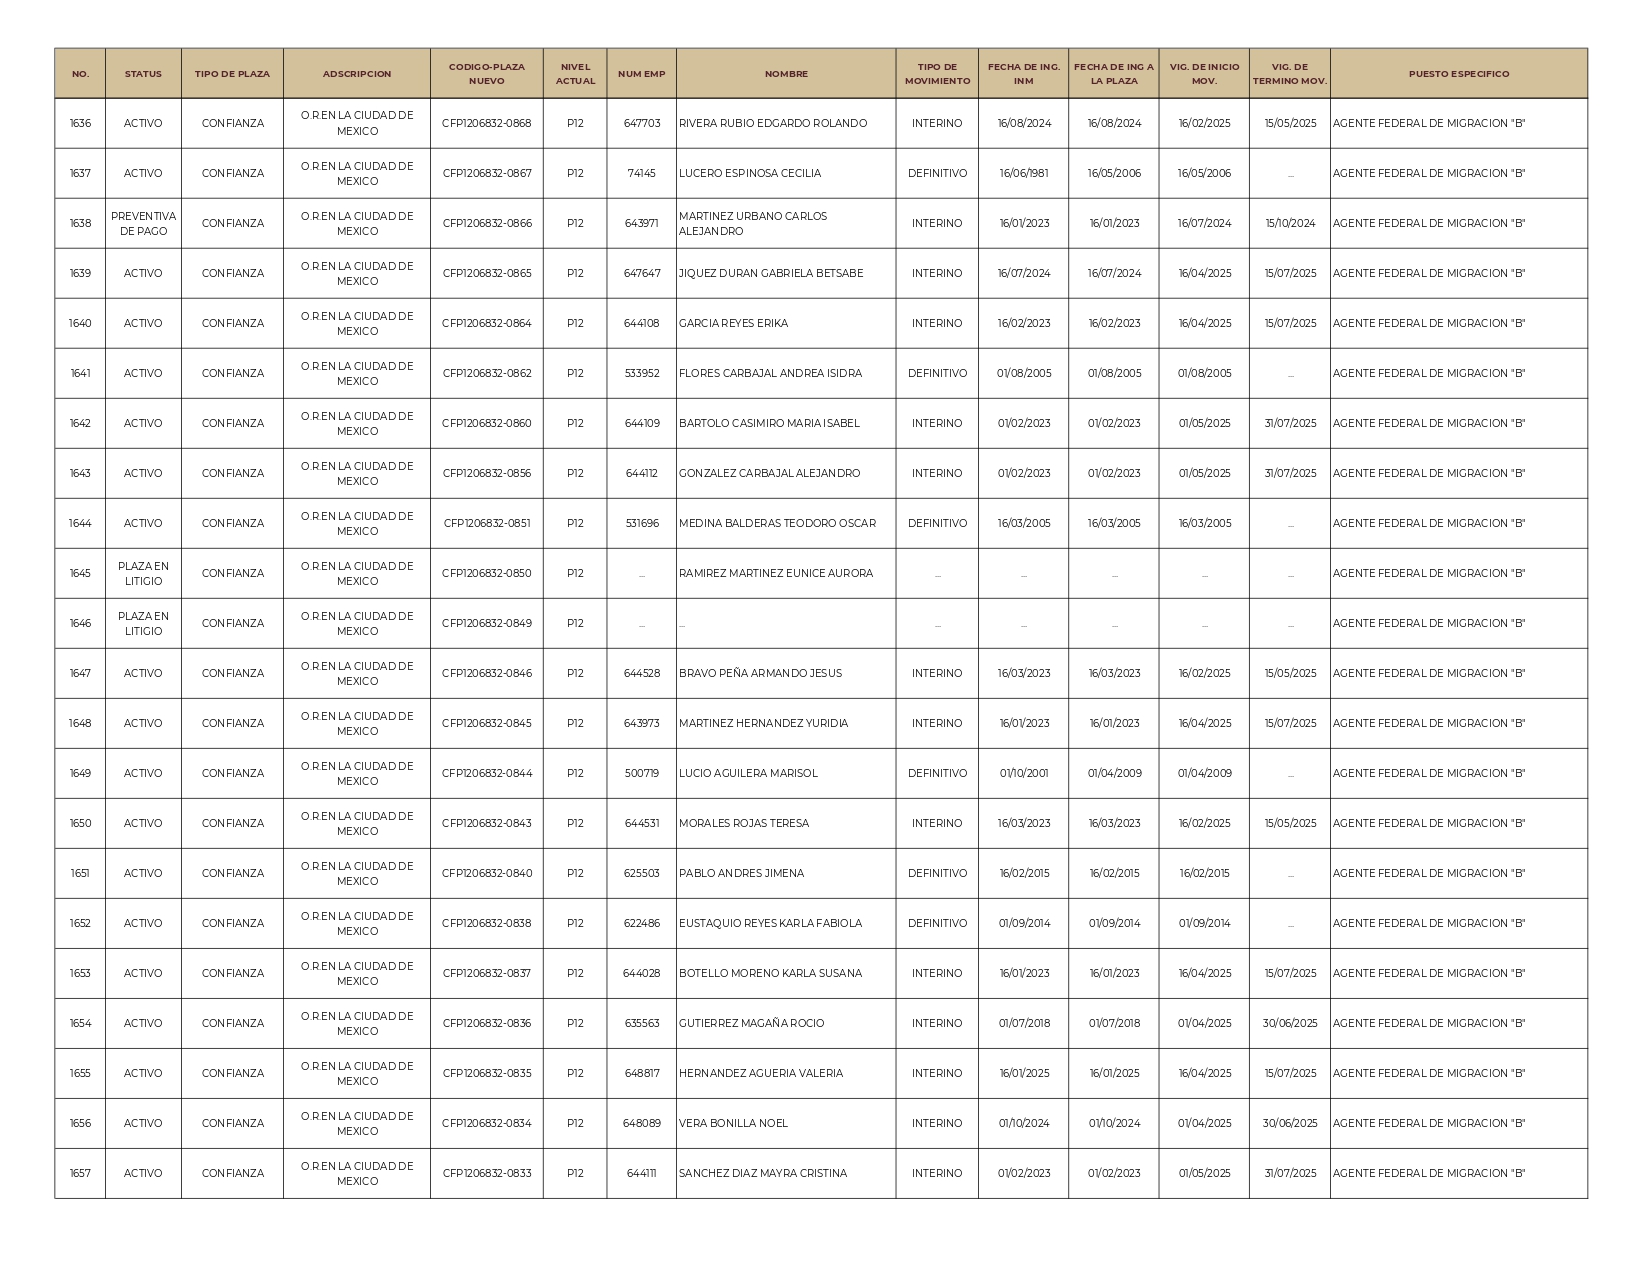 NO. STATUS TIPO DE PLAZA ADSCRIPCION CODIGO-PLAZA NUEVO NIVEL ACTUAL NUM EMP NOMBRE TIPO DE MOVIMIENTO FECHA DE ING. INM FECHA DE ING A LA PLAZA VIG. DE INICIO MOV. VIG. DE TERMINO MOV. PUESTO ESPECIFICO
1636 ACTIVO CONFIANZA O.R.EN LA CIUDAD DE MEXICO CFP1206832-0868 P12 647703 RIVERA RUBIO EDGARDO ROLANDO INTERINO 16/08/2024 16/08/2024 16/02/2025 15/05/2025 AGENTE FEDERAL DE MIGRACION "B"
1637 ACTIVO CONFIANZA O.R.EN LA CIUDAD DE MEXICO CFP1206832-0867 P12 74145 LUCERO ESPINOSA CECILIA DEFINITIVO 16/06/1981 16/05/2006 16/05/2006 ... AGENTE FEDERAL DE MIGRACION "B"
1638 PREVENTIVA DE PAGO CONFIANZA O.R.EN LA CIUDAD DE MEXICO CFP1206832-0866 P12 643971 MARTINEZ URBANO CARLOS ALEJANDRO INTERINO 16/01/2023 16/01/2023 16/07/2024 15/10/2024 AGENTE FEDERAL DE MIGRACION "B"
1639 ACTIVO CONFIANZA O.R.EN LA CIUDAD DE MEXICO CFP1206832-0865 P12 647647 JIQUEZ DURAN GABRIELA BETSABE INTERINO 16/07/2024 16/07/2024 16/04/2025 15/07/2025 AGENTE FEDERAL DE MIGRACION "B"
1640 ACTIVO CONFIANZA O.R.EN LA CIUDAD DE MEXICO CFP1206832-0864 P12 644108 GARCIA REYES ERIKA INTERINO 16/02/2023 16/02/2023 16/04/2025 15/07/2025 AGENTE FEDERAL DE MIGRACION "B"
1641 ACTIVO CONFIANZA O.R.EN LA CIUDAD DE MEXICO CFP1206832-0862 P12 533952 FLORES CARBAJAL ANDREA ISIDRA DEFINITIVO 01/08/2005 01/08/2005 01/08/2005 ... AGENTE FEDERAL DE MIGRACION "B"
1642 ACTIVO CONFIANZA O.R.EN LA CIUDAD DE MEXICO CFP1206832-0860 P12 644109 BARTOLO CASIMIRO MARIA ISABEL INTERINO 01/02/2023 01/02/2023 01/05/2025 31/07/2025 AGENTE FEDERAL DE MIGRACION "B"
1643 ACTIVO CONFIANZA O.R.EN LA CIUDAD DE MEXICO CFP1206832-0856 P12 644112 GONZALEZ CARBAJAL ALEJANDRO INTERINO 01/02/2023 01/02/2023 01/05/2025 31/07/2025 AGENTE FEDERAL DE MIGRACION "B"
1644 ACTIVO CONFIANZA O.R.EN LA CIUDAD DE MEXICO CFP1206832-0851 P12 531696 MEDINA BALDERAS TEODORO OSCAR DEFINITIVO 16/03/2005 16/03/2005 16/03/2005 ... AGENTE FEDERAL DE MIGRACION "B"
1645 PLAZA EN LITIGIO CONFIANZA O.R.EN LA CIUDAD DE MEXICO CFP1206832-0850 P12 ... RAMIREZ MARTINEZ EUNICE AURORA ... ... ... ... ... AGENTE FEDERAL DE MIGRACION "B"
1646 PLAZA EN LITIGIO CONFIANZA O.R.EN LA CIUDAD DE MEXICO CFP1206832-0849 P12 ... ... ... ... ... ... ... AGENTE FEDERAL DE MIGRACION "B"
1647 ACTIVO CONFIANZA O.R.EN LA CIUDAD DE MEXICO CFP1206832-0846 P12 644528 BRAVO PEÑA ARMANDO JESUS INTERINO 16/03/2023 16/03/2023 16/02/2025 15/05/2025 AGENTE FEDERAL DE MIGRACION "B"
1648 ACTIVO CONFIANZA O.R.EN LA CIUDAD DE MEXICO CFP1206832-0845 P12 643973 MARTINEZ HERNANDEZ YURIDIA INTERINO 16/01/2023 16/01/2023 16/04/2025 15/07/2025 AGENTE FEDERAL DE MIGRACION "B"
1649 ACTIVO CONFIANZA O.R.EN LA CIUDAD DE MEXICO CFP1206832-0844 P12 500719 LUCIO AGUILERA MARISOL DEFINITIVO 01/10/2001 01/04/2009 01/04/2009 ... AGENTE FEDERAL DE MIGRACION "B"
1650 ACTIVO CONFIANZA O.R.EN LA CIUDAD DE MEXICO CFP1206832-0843 P12 644531 MORALES ROJAS TERESA INTERINO 16/03/2023 16/03/2023 16/02/2025 15/05/2025 AGENTE FEDERAL DE MIGRACION "B"
1651 ACTIVO CONFIANZA O.R.EN LA CIUDAD DE MEXICO CFP1206832-0840 P12 625503 PABLO ANDRES JIMENA DEFINITIVO 16/02/2015 16/02/2015 16/02/2015 ... AGENTE FEDERAL DE MIGRACION "B"
1652 ACTIVO CONFIANZA O.R.EN LA CIUDAD DE MEXICO CFP1206832-0838 P12 622486 EUSTAQUIO REYES KARLA FABIOLA DEFINITIVO 01/09/2014 01/09/2014 01/09/2014 ... AGENTE FEDERAL DE MIGRACION "B"
1653 ACTIVO CONFIANZA O.R.EN LA CIUDAD DE MEXICO CFP1206832-0837 P12 644028 BOTELLO MORENO KARLA SUSANA INTERINO 16/01/2023 16/01/2023 16/04/2025 15/07/2025 AGENTE FEDERAL DE MIGRACION "B"
1654 ACTIVO CONFIANZA O.R.EN LA CIUDAD DE MEXICO CFP1206832-0836 P12 635563 GUTIERREZ MAGAÑA ROCIO INTERINO 01/07/2018 01/07/2018 01/04/2025 30/06/2025 AGENTE FEDERAL DE MIGRACION "B"
1655 ACTIVO CONFIANZA O.R.EN LA CIUDAD DE MEXICO CFP1206832-0835 P12 648817 HERNANDEZ AGUERIA VALERIA INTERINO 16/01/2025 16/01/2025 16/04/2025 15/07/2025 AGENTE FEDERAL DE MIGRACION "B"
1656 ACTIVO CONFIANZA O.R.EN LA CIUDAD DE MEXICO CFP1206832-0834 P12 648089 VERA BONILLA NOEL INTERINO 01/10/2024 01/10/2024 01/04/2025 30/06/2025 AGENTE FEDERAL DE MIGRACION "B"
1657 ACTIVO CONFIANZA O.R.EN LA CIUDAD DE MEXICO CFP1206832-0833 P12 644111 SANCHEZ DIAZ MAYRA CRISTINA INTERINO 01/02/2023 01/02/2023 01/05/2025 31/07/2025 AGENTE FEDERAL DE MIGRACION "B"